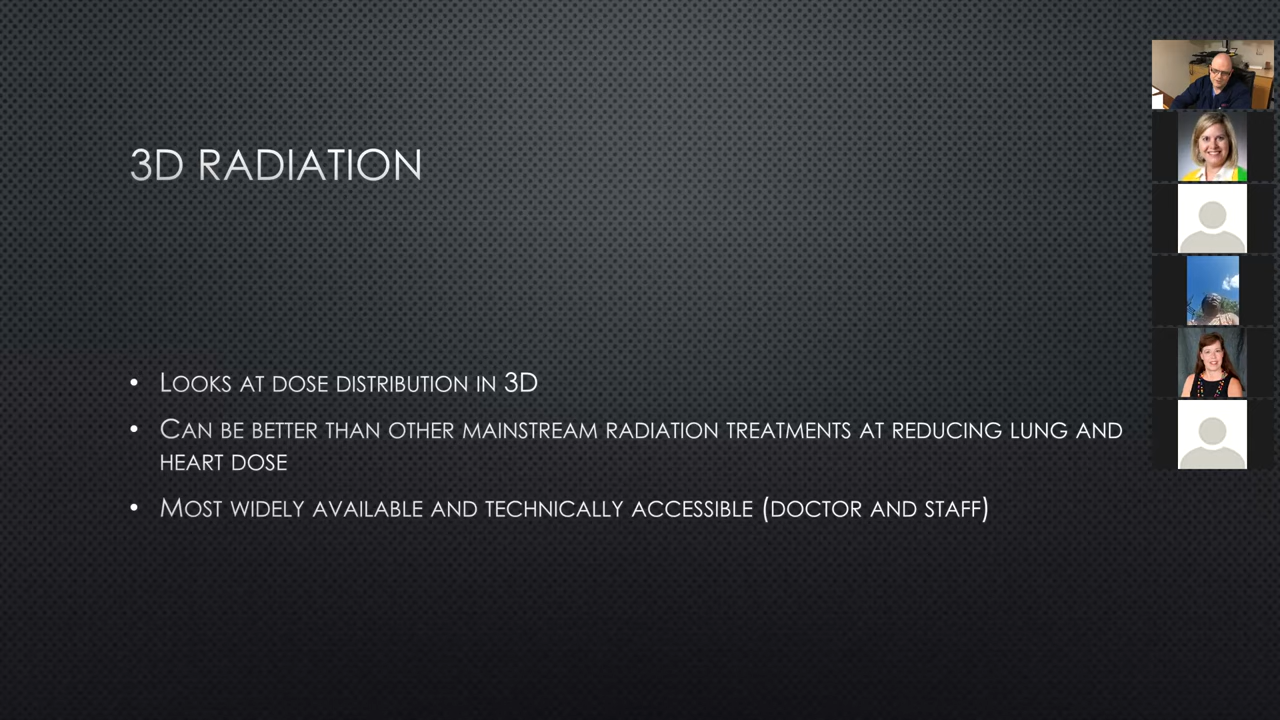 3D RADIATION
• LOOKS AT DOSE DISTRIBUTION IN 3D
• CAN BE BETTER THAN OTHER MAINSTREAM RADIATION TREATMENTS AT REDUCING LUNG AND
HEART DOSE
• MOST WIDELY AVAILABLE AND TECHNICALLY ACCESSIBLE (DOCTOR AND STAFF)